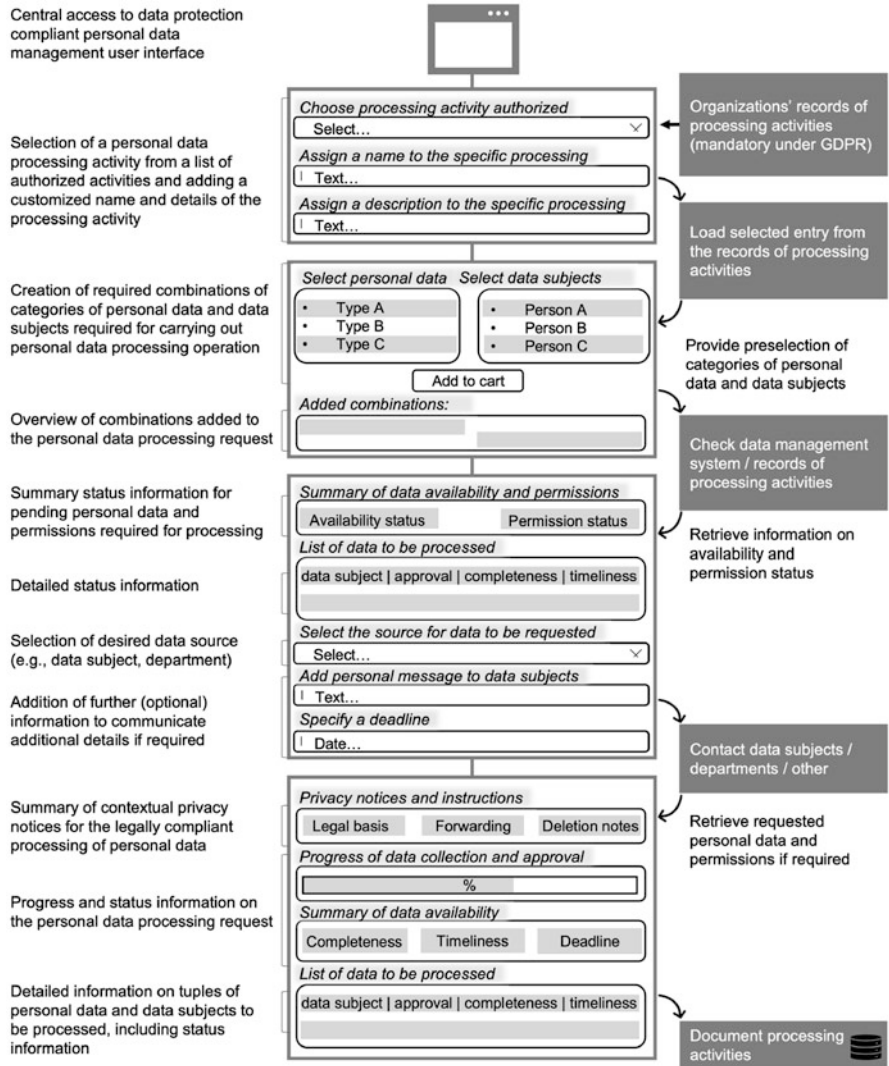 Central access to data protection
compliant personal data
management user interface
Choose processing activity authorized
Select...
Organizations' records of
processing activities
(mandatory under GDPR)
Selection of a personal data
processing activity from a list of
authorized activities and adding a
customized name and details of the
processing activity
Assign a name to the specific processing
Text...
Assign a description to the specific processing
Text...
Load selected entry from
the records of processing
activities
Creation of required combinations of
categories of personal data and data
subjects required for carrying out
personal data processing operation
Select personal data
Select data subjects
• Type A
• Type B
• Type C
• Person A
• Person B
• Person C
Add to cart
Provide preselection of
categories of personal
data and data subjects
Overview of combinations added to
the personal data processing request
Added combinations:
Check data management
system / records of
processing activities
Summary status information for
pending personal data and
permissions required for processing
Summary of data availability and permissions
Availability status
Permission status
Retrieve information on
availability and
permission status
Detailed status information
List of data to be processed
data subject | approval | completeness | timeliness
Selection of desired data source
(e.g., data subject, department)
Select the source for data to be requested
Select...
Addition of further (optional)
information to communicate
additional details if required
Add personal message to data subjects
Text...
Specify a deadline
Date...
Contact data subjects /
departments / other
Summary of contextual privacy
notices for the legally compliant
processing of personal data
Privacy notices and instructions
Legal basis
Forwarding
Deletion notes
Retrieve requested
personal data and
permissions if required
Progress and status information on
the personal data processing request
Progress of data collection and approval
%
Summary of data availability
Completeness
Timeliness
Deadline
Detailed information on tuples of
personal data and data subjects to
be processed, including status
information
List of data to be processed
data subject | approval | completeness | timeliness
Document processing
activities